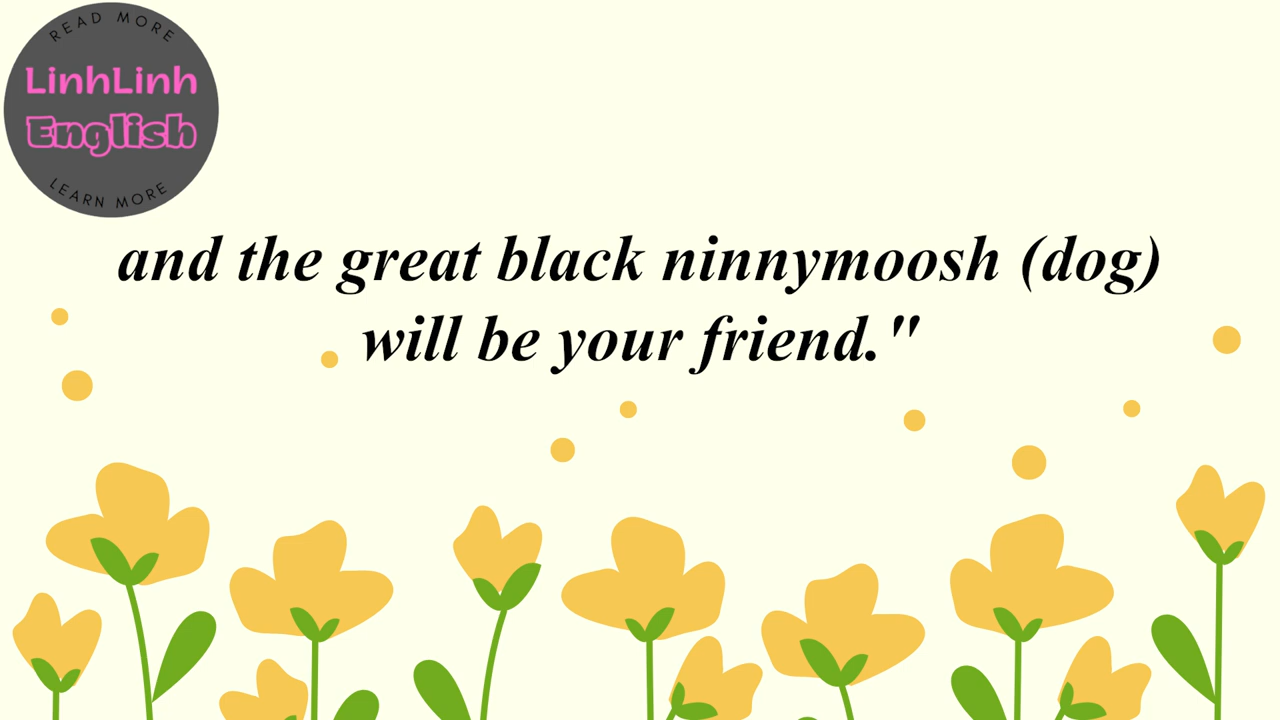 READ MORE
LinhLinh
English
LEARN MORE
and the great black ninnymoosh (dog)
will be your friend."